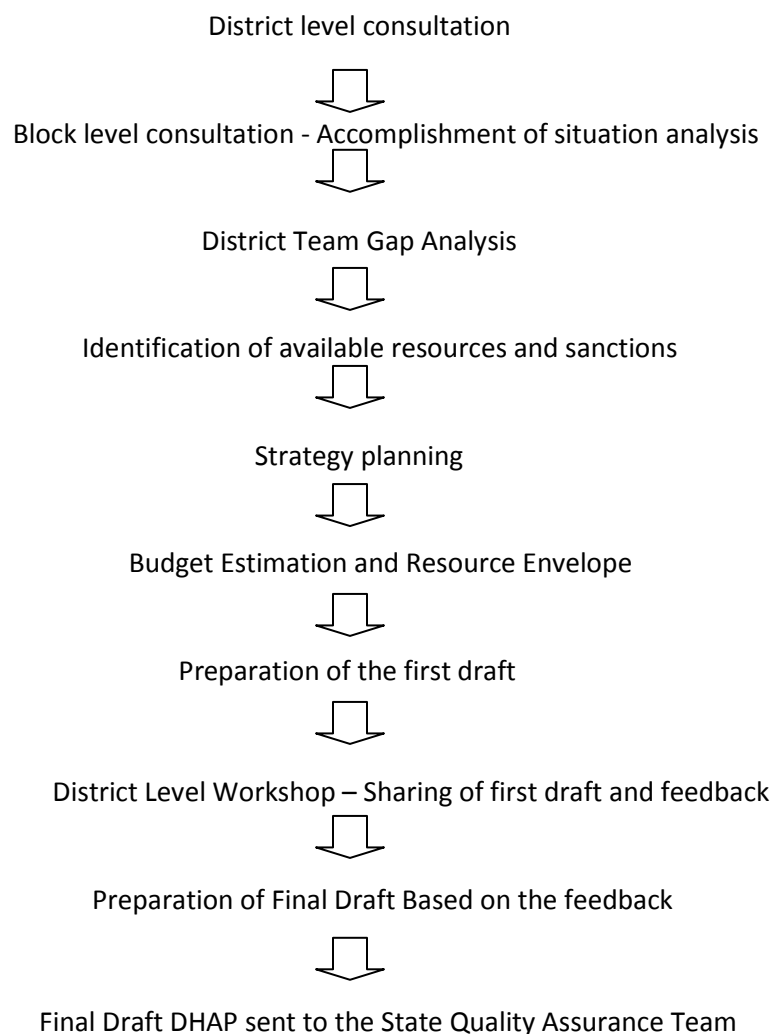 District level consultation
Block level consultation - Accomplishment of situation analysis
District Team Gap Analysis
Identification of available resources and sanctions
Strategy planning
Budget Estimation and Resource Envelope
Preparation of the first draft
District Level Workshop – Sharing of first draft and feedback
Preparation of Final Draft Based on the feedback
Final Draft DHAP sent to the State Quality Assurance Team